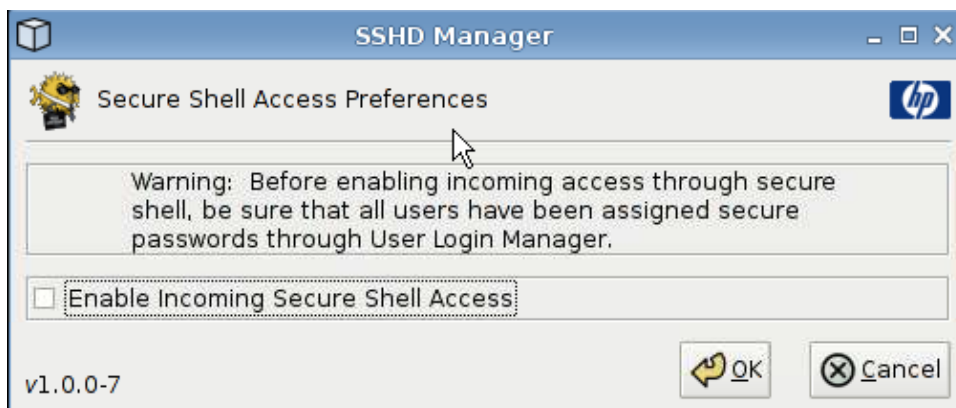 SSHD Manager
Secure Shell Access Preferences
hp
Warning: Before enabling incoming access through secure
shell, be sure that all users have been assigned secure
passwords through User Login Manager.
Enable Incoming Secure Shell Access
v1.0.0-7
OK
Cancel